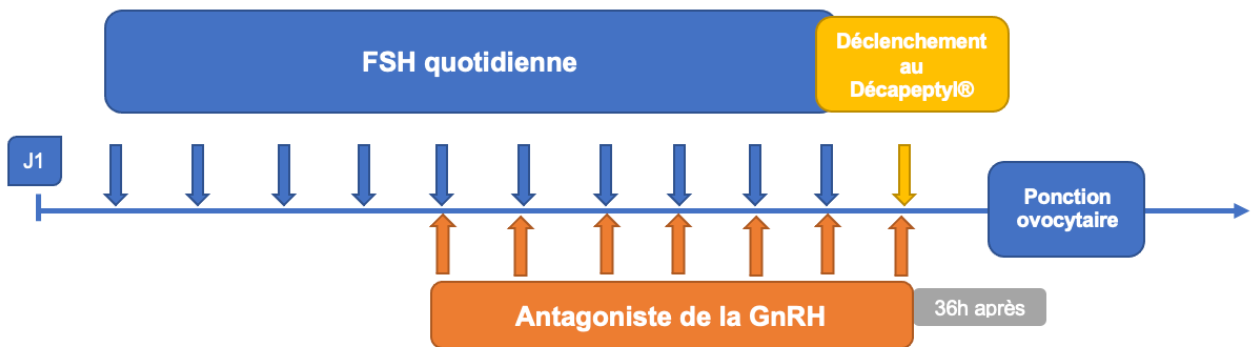 FSH quotidienne
Déclenchement
au
Décapeptyl®
J1
Ponction
ovocytaire
Antagoniste de la GnRH
36h après